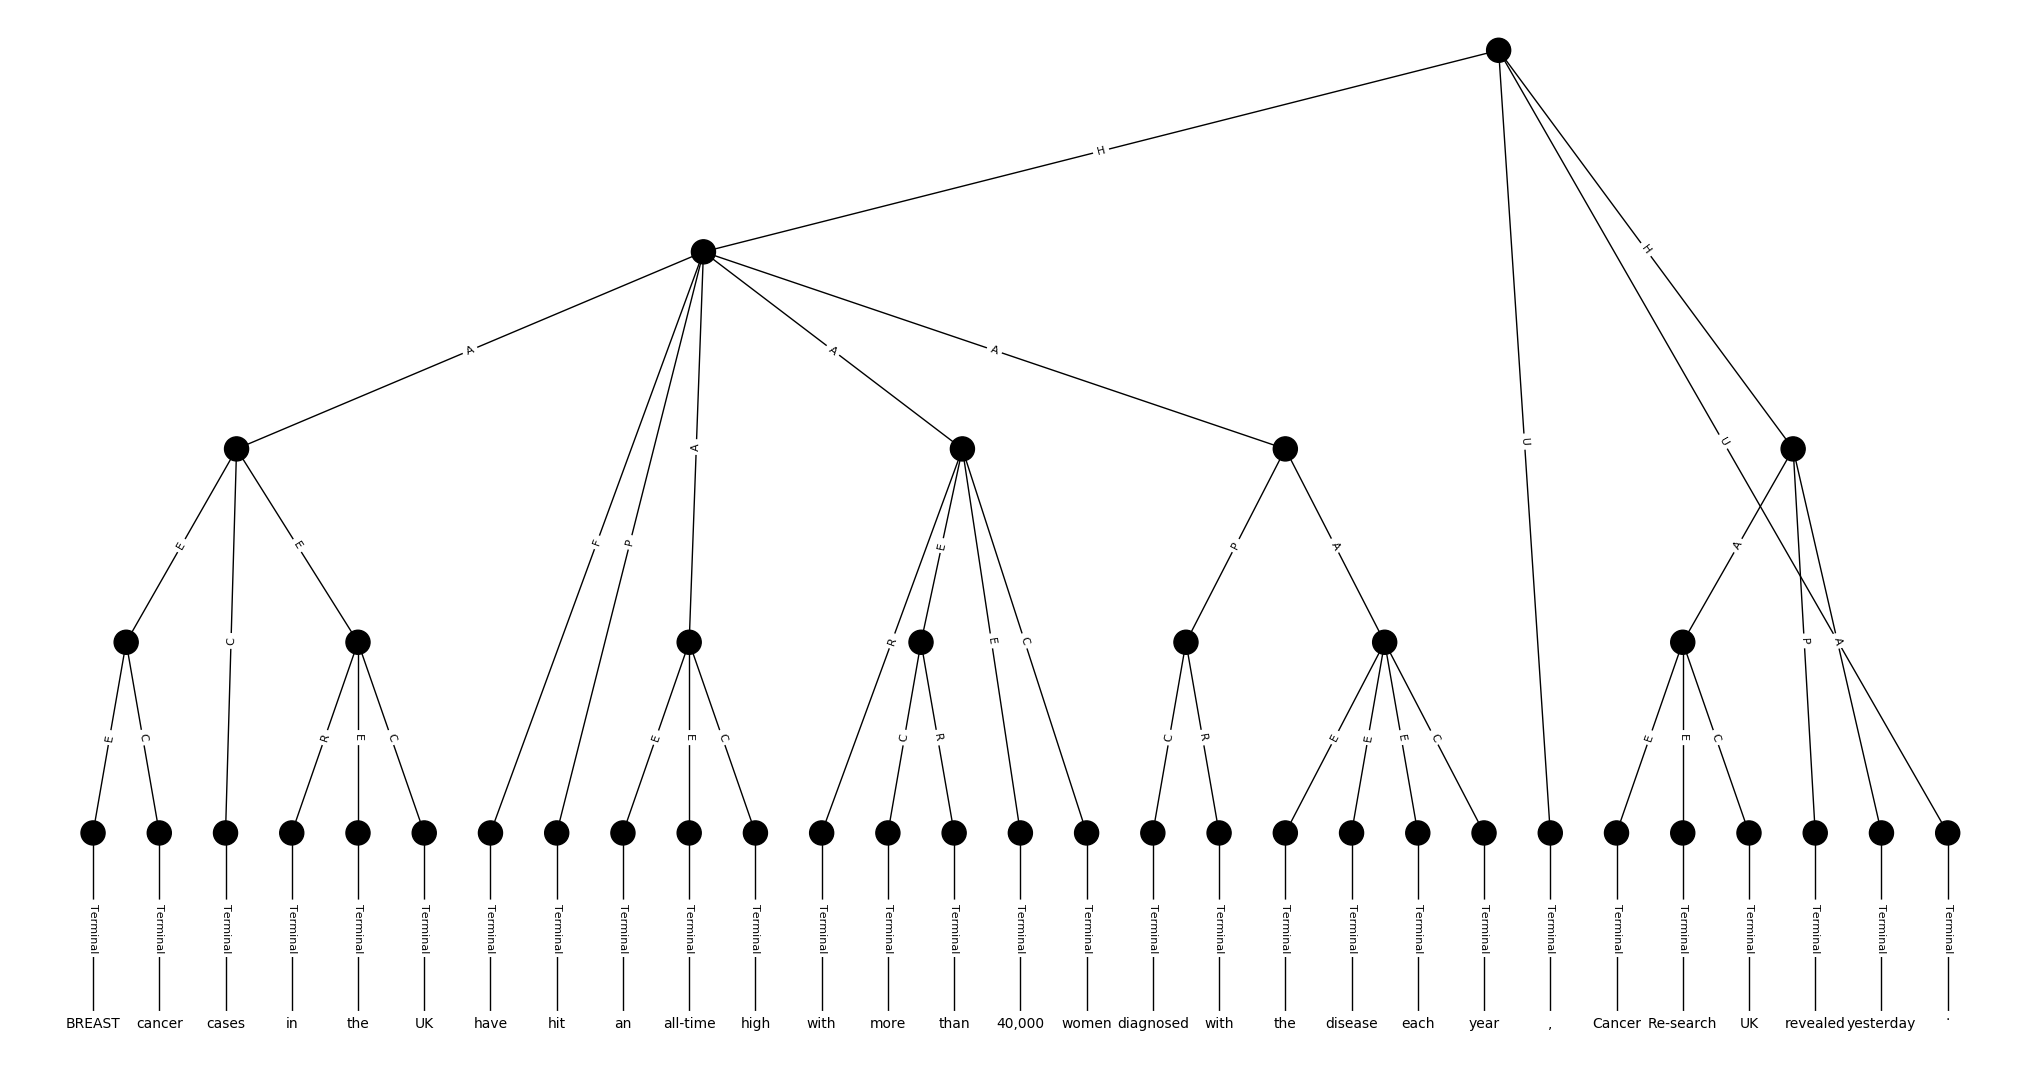 H
H
A A A
U U
A
E E F P P A A
E
C R E C R P A
E C R E C E E C C R C R E E E C E E C
Terminal Terminal Terminal Terminal Terminal Terminal Terminal Terminal Terminal Terminal Terminal Terminal Terminal Terminal Terminal Terminal Terminal Terminal Terminal Terminal Terminal Terminal Terminal Terminal Terminal Terminal Terminal Terminal Terminal
BREAST cancer cases in the UK have hit an all-time high with more than 40,000 women diagnosed with the disease each year , Cancer Re-search UK revealed yesterday .